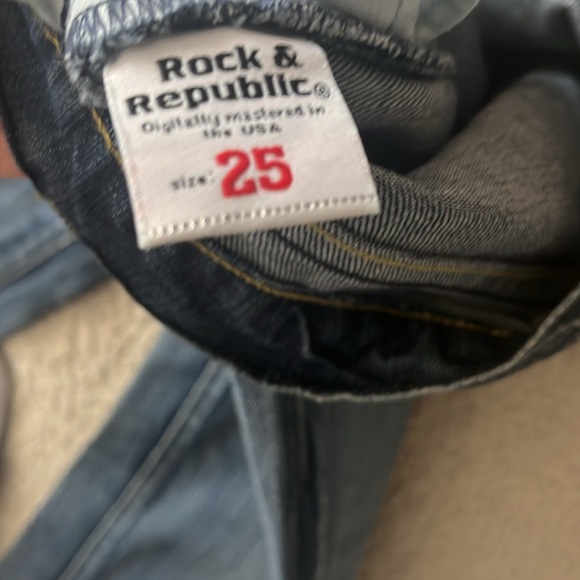 Rock &
Republic®
Digitally mastered in
the USA
size: 25